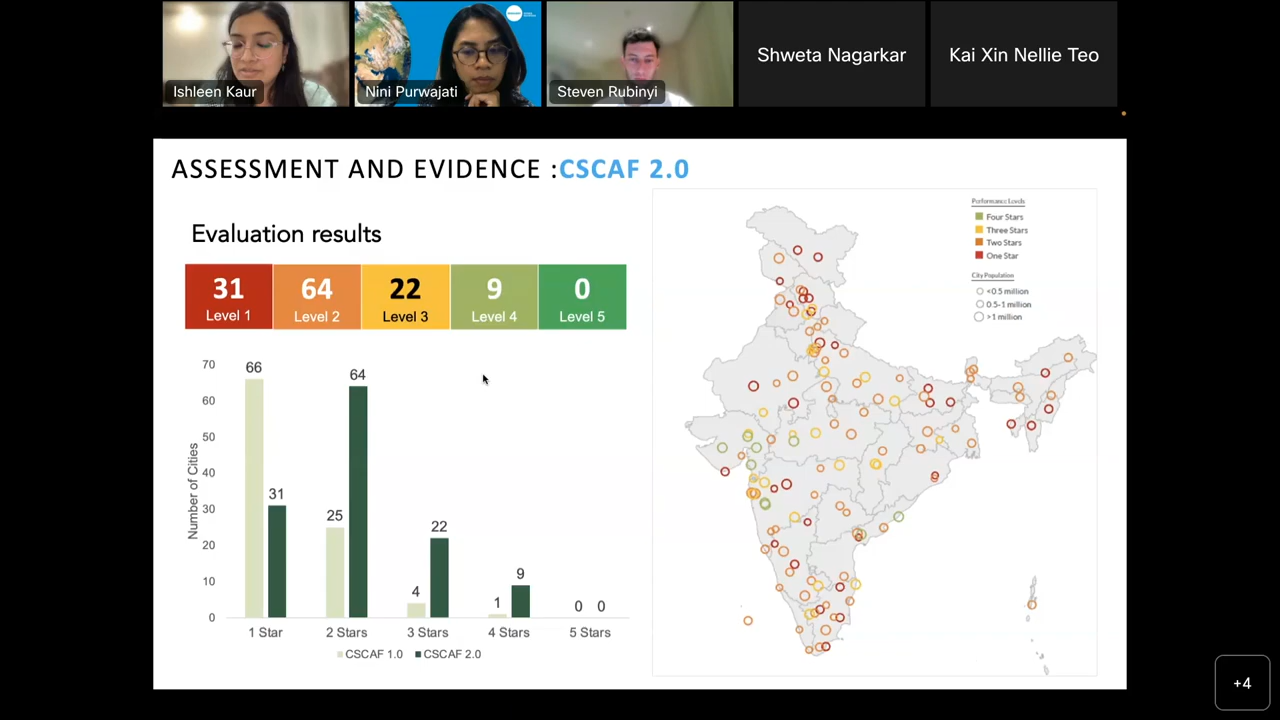 Ishleen Kaur
Nini Purwajati
Steven Rubinyi
Shweta Nagarkar
Kai Xin Nellie Teo
ASSESSMENT AND EVIDENCE :CSCAF 2.0
Evaluation results
31
Level 1
64
Level 2
22
Level 3
9
Level 4
0
Level 5
Number of Cities
70
60
50
40
30
20
10
0
66
31
25
64
4
22
1
9
0
0
1 Star
2 Stars
3 Stars
4 Stars
5 Stars
CSCAF 1.0
CSCAF 2.0
Performance Levels
Four Stars
Three Stars
Two Stars
One Star
City Population
<0.5 million
0.5-1 million
>1 million
+4